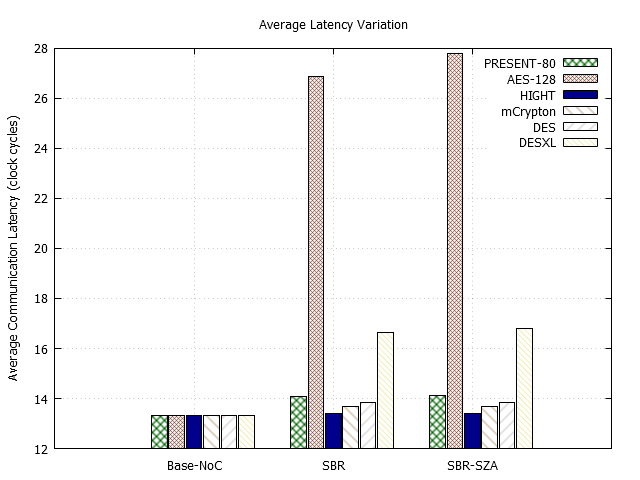 Average Latency Variation
Average Communication Latency (clock cycles)
28
26
24
22
20
18
16
14
12
PRESENT-80
AES-128
HIGHT
mCrypton
DES
DESXL
Base-NoC
SBR
SBR-SZA